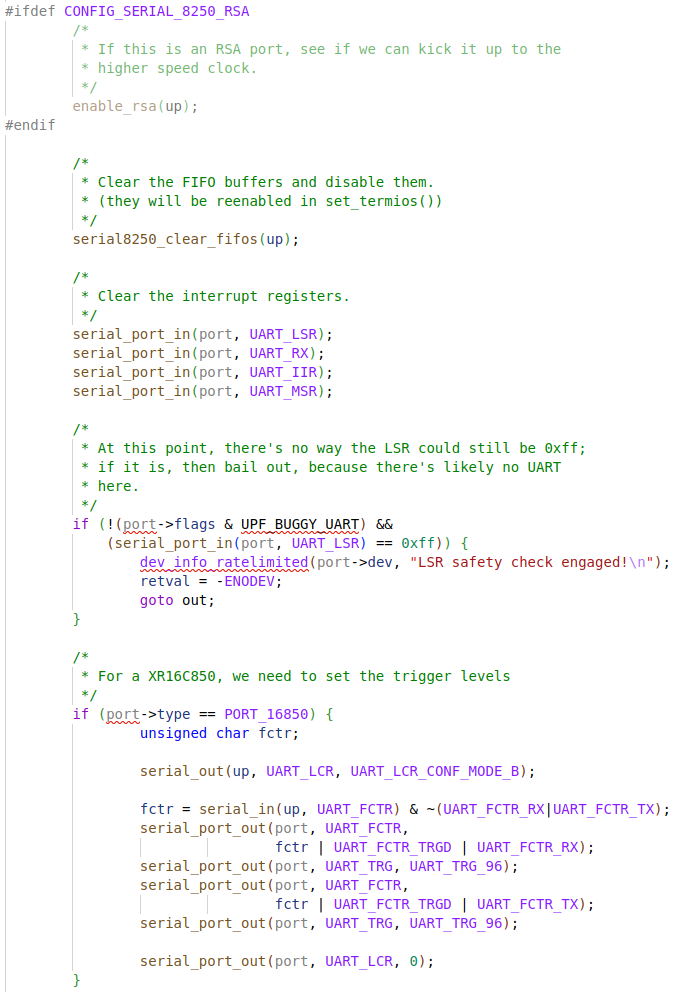 #ifdef CONFIG_SERIAL_8250_RSA
/*
* If this is an RSA port, see if we can kick it up to the
* higher speed clock.
*/
enable_rsa(up);
#endif
/*
* Clear the FIFO buffers and disable them.
* (they will be reenabled in set_termios())
*/
serial8250_clear_fifos(up);
/*
* Clear the interrupt registers.
*/
serial_port_in(port, UART_LSR);
serial_port_in(port, UART_RX);
serial_port_in(port, UART_IIR);
serial_port_in(port, UART_MSR);
/*
* At this point, there's no way the LSR could still be 0xff;
* if it is, then bail out, because there's likely no UART
* here.
*/
if (!(port->flags & UPF_BUGGY_UART) &&
(serial_port_in(port, UART_LSR) == 0xff)) {
dev_info_ratelimited(port->dev, "LSR safety check engaged!\n");
retval = -ENODEV;
goto out;
}
/*
* For a XR16C850, we need to set the trigger levels
*/
if (port->type == PORT_16850) {
unsigned char fctr;
serial_out(up, UART_LCR, UART_LCR_CONF_MODE_B);
fctr = serial_in(up, UART_FCTR) & ~(UART_FCTR_RX|UART_FCTR_TX);
serial_port_out(port, UART_FCTR,
fctr | UART_FCTR_TRGD | UART_FCTR_RX);
serial_port_out(port, UART_TRG, UART_TRG_96);
serial_port_out(port, UART_FCTR,
fctr | UART_FCTR_TRGD | UART_FCTR_TX);
serial_port_out(port, UART_TRG, UART_TRG_96);
serial_port_out(port, UART_LCR, 0);
}